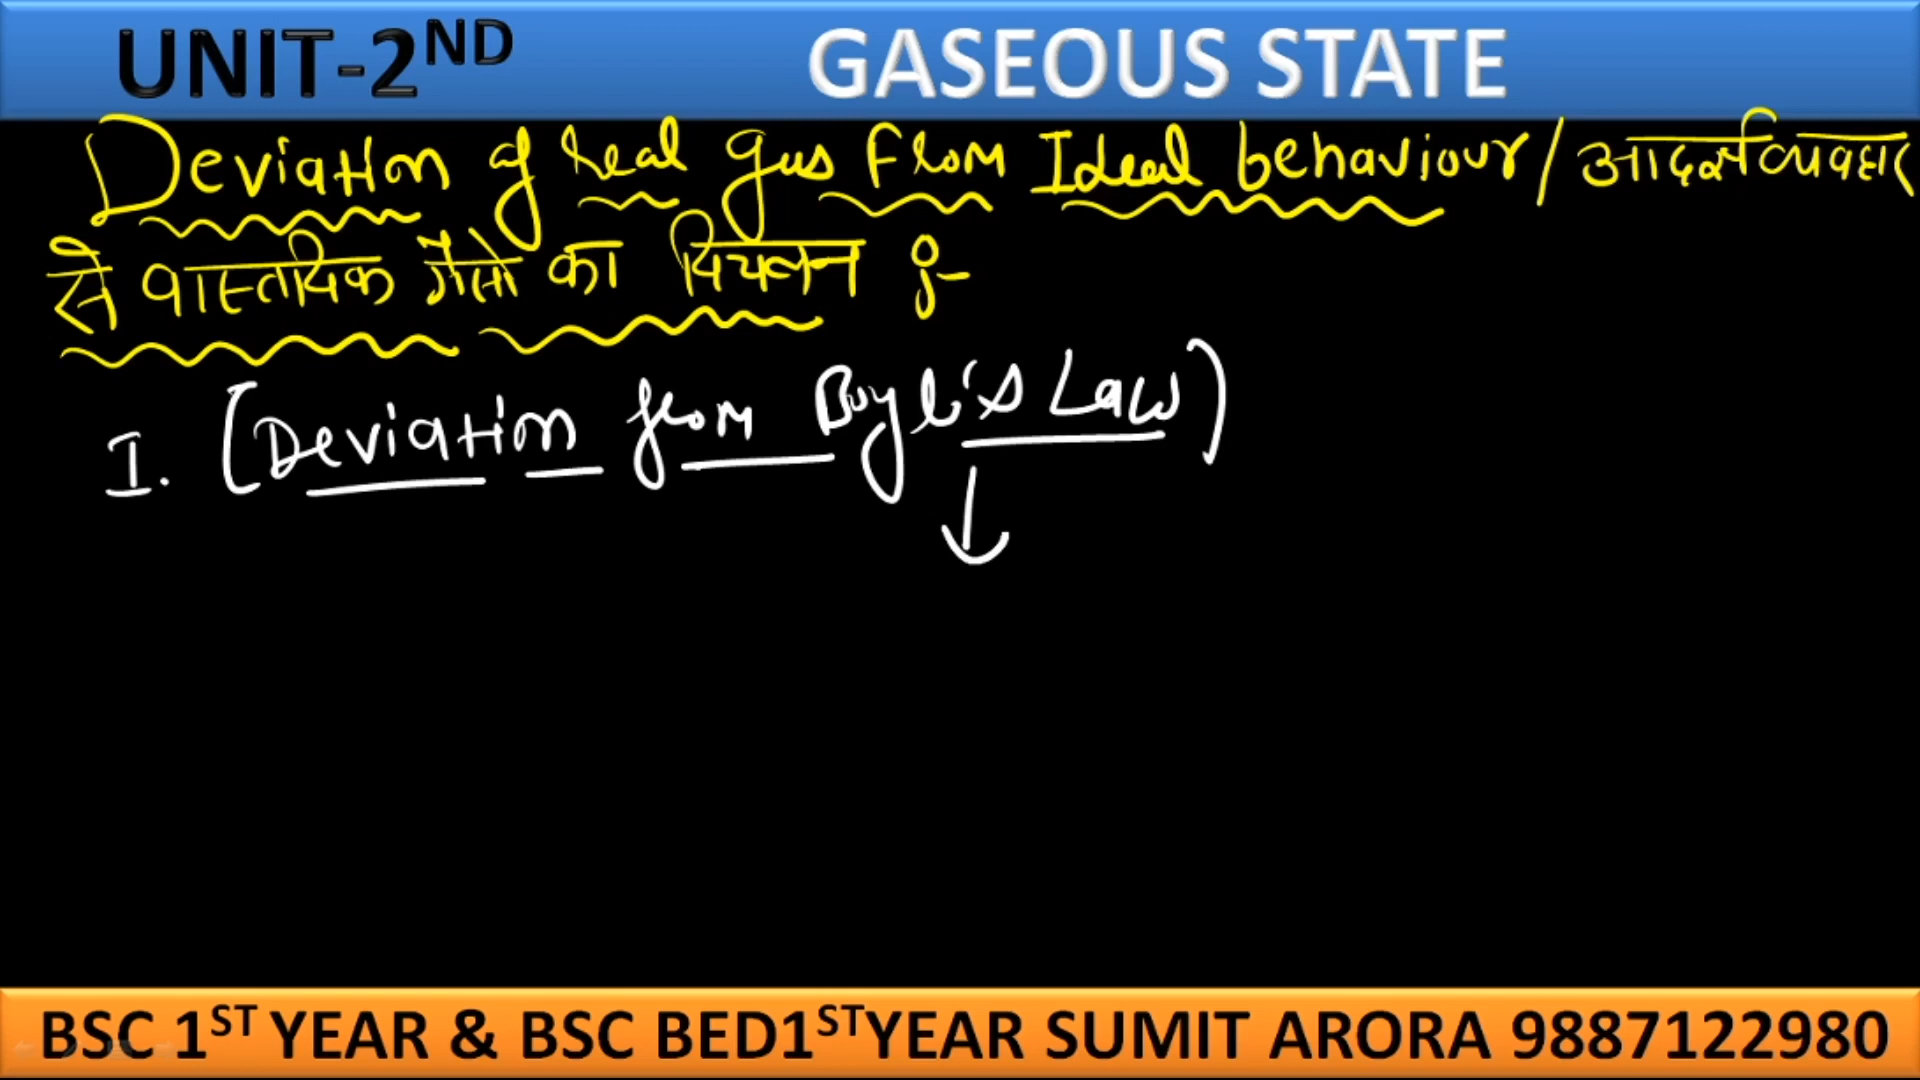 UNIT-2ND GASEOUS STATE
Deviation of real gas From Ideal behaviour / आदर्श व्यवहार
से वास्तविक गैसो का विचलन :-
I. (Deviation from Boyle's Law)
BSC 1ST YEAR & BSC BED1STYEAR SUMIT ARORA 9887122980